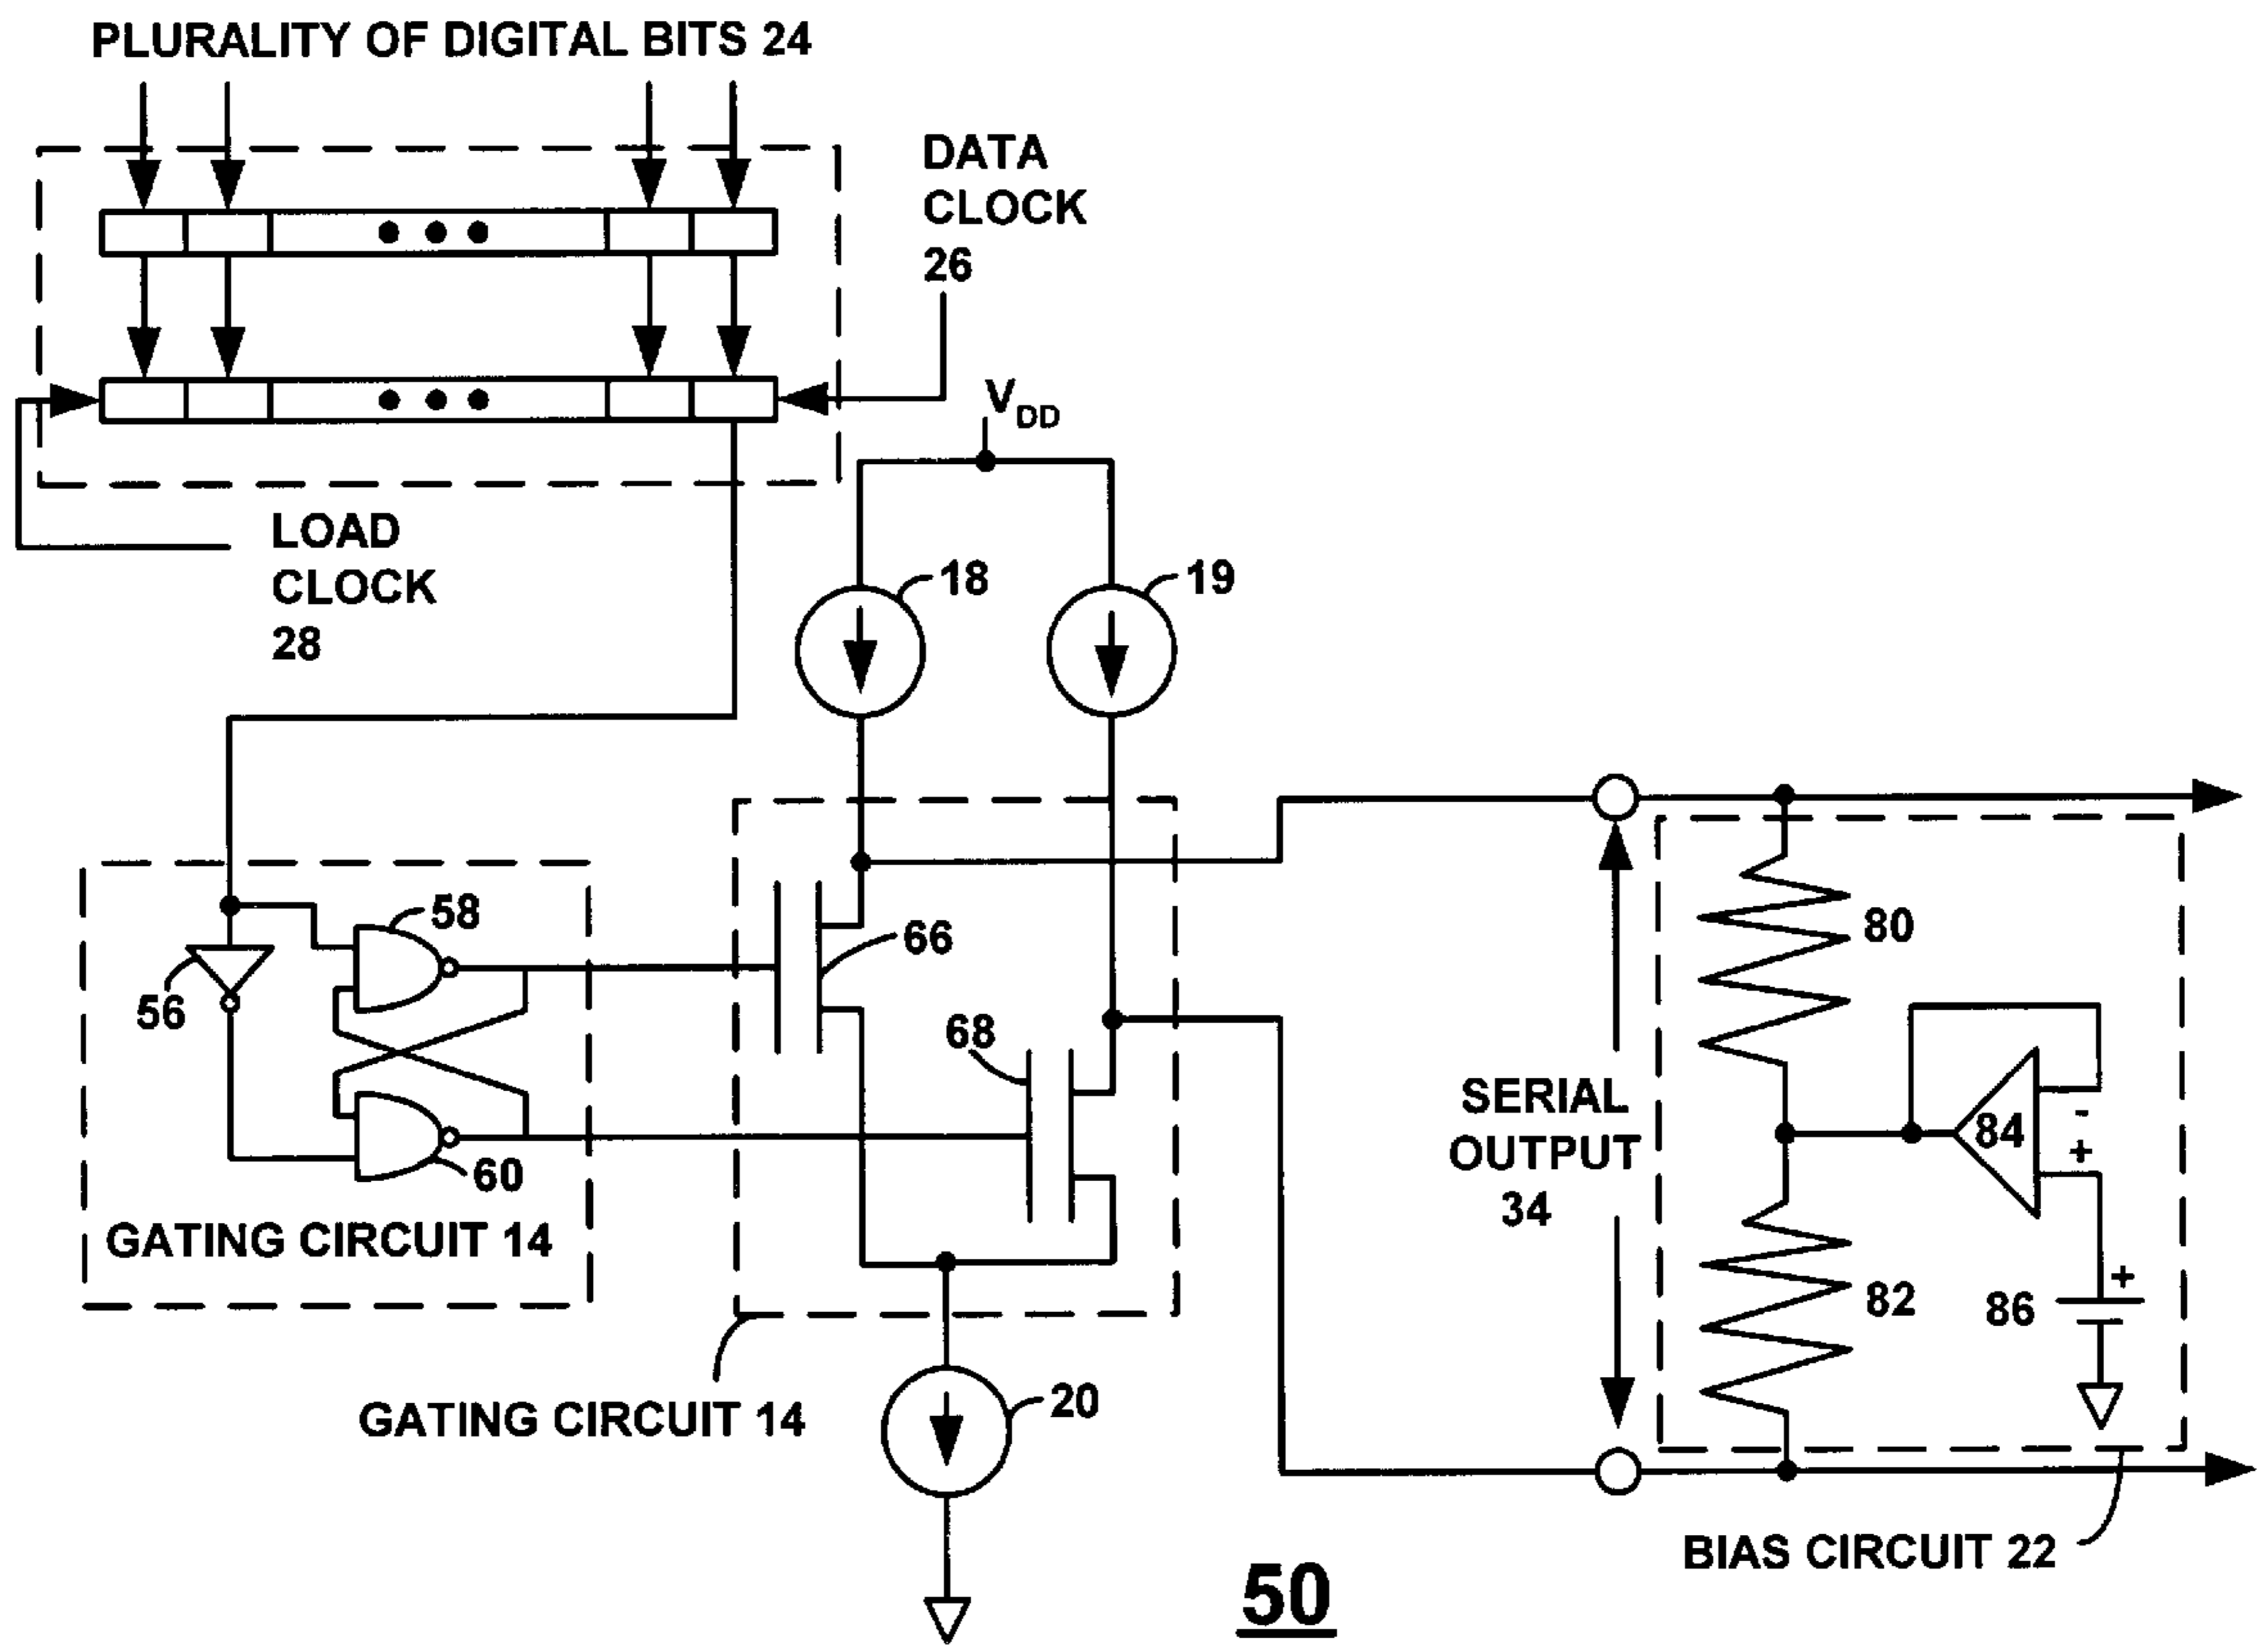 PLURALITY OF DIGITAL BITS 24
DATA
CLOCK
26
LOAD
CLOCK
28
VDD
18
19
58
56
60
GATING CIRCUIT 14
66
68
GATING CIRCUIT 14
20
SERIAL
OUTPUT
34
80
84
-
+
82
86
+
BIAS CIRCUIT 22
50